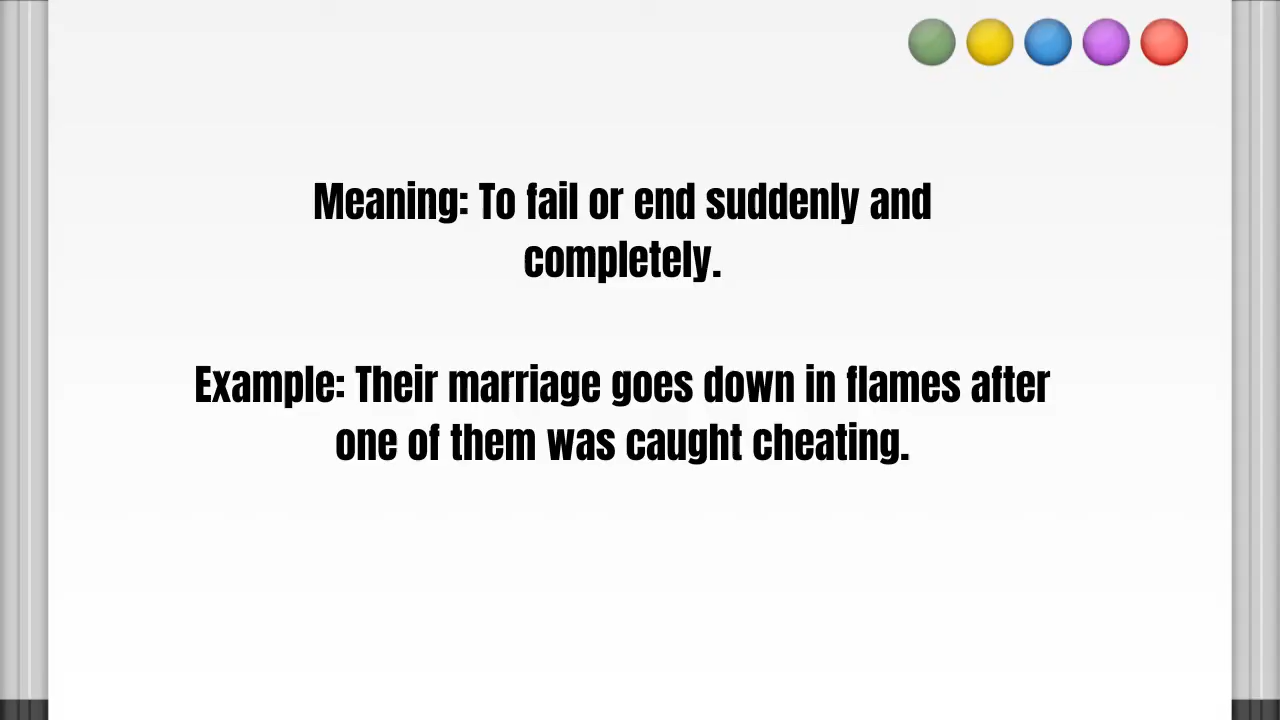 Meaning: To fail or end suddenly and
completely.
Example: Their marriage goes down in flames after
one of them was caught cheating.